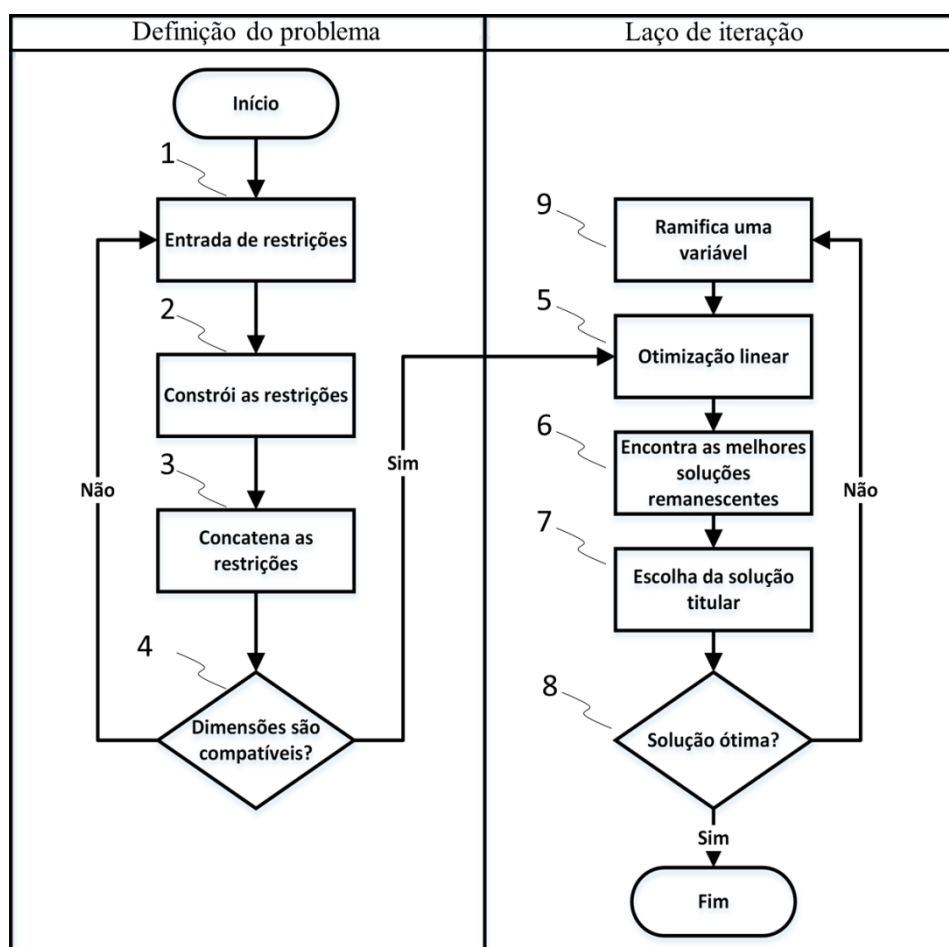 Definição do problema
Laço de iteração
Início
1
Entrada de restrições
2
Constrói as restrições
3
Concatena as
restrições
4
Dimensões são
compatíveis?
Não
Sim
9
Ramifica uma
variável
5
Otimização linear
6
Encontra as melhores
soluções
remanescentes
7
Escolha da solução
titular
8
Solução ótima?
Não
Sim
Fim